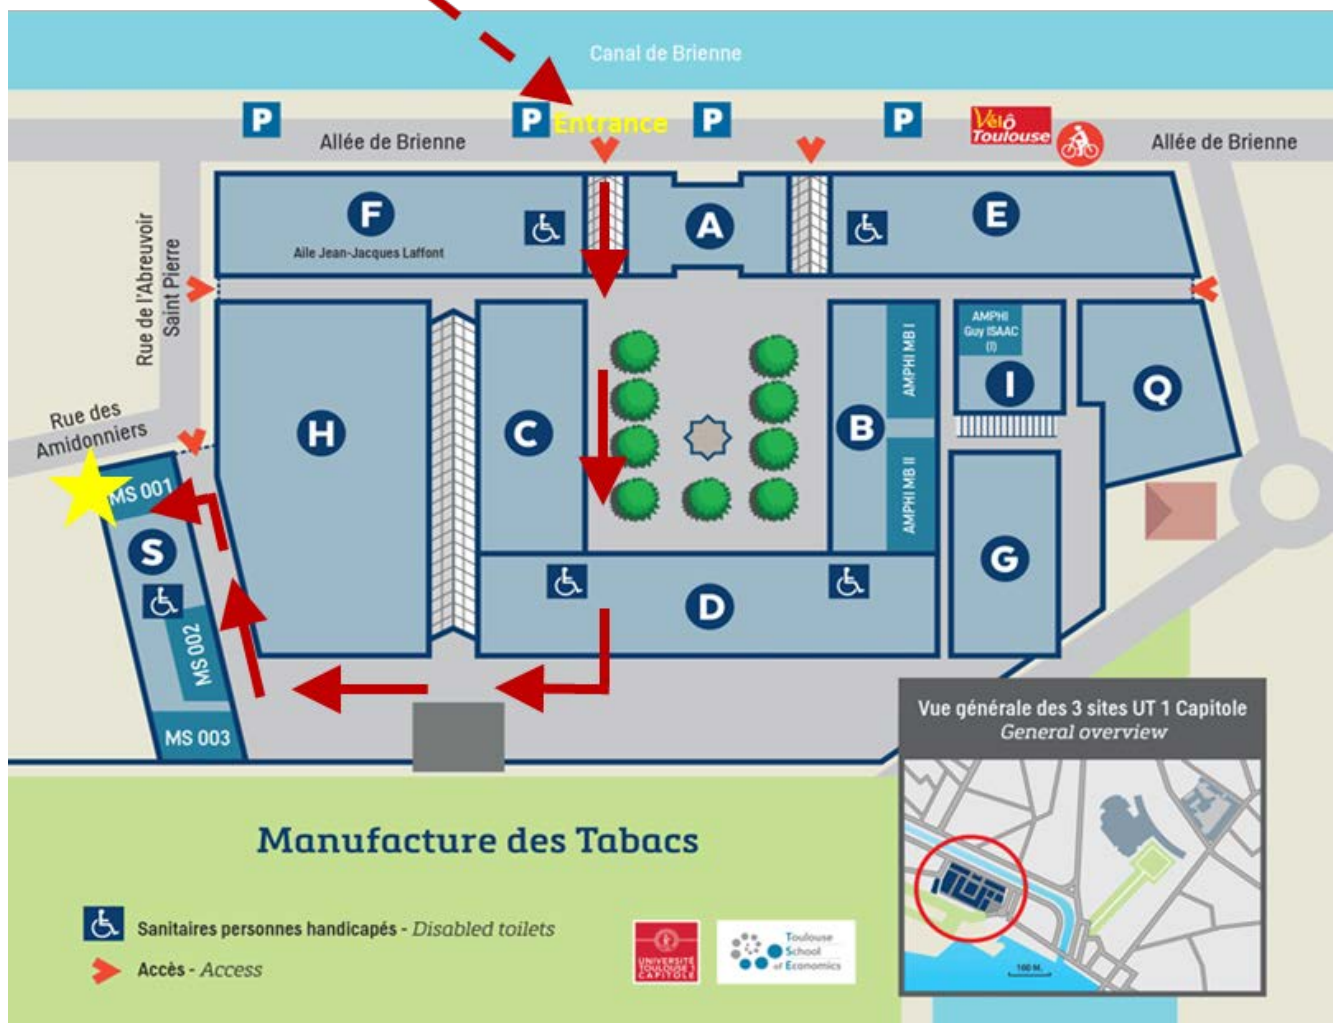 Canal de Brienne
P
P
Entrance
P
P
Vélô
Toulouse
Allée de Brienne
Allée de Brienne
F
A
E
Aile Jean-Jacques Laffont
Rue de l'Abreuvoir
Saint Pierre
AMPHI
Guy ISAAC
(I)
AMPHI MB I
I
Q
Rue des
Amidonniers
H
C
B
AMPHI MB II
MS 001
S
G
D
MS 002
MS 003
Vue générale des 3 sites UT 1 Capitole
General overview
100 M.
Manufacture des Tabacs
Sanitaires personnes handicapés - Disabled toilets
Accès - Access
UNIVERSITÉ
TOULOUSE 1
CAPITOLE
Toulouse
School
of Economics